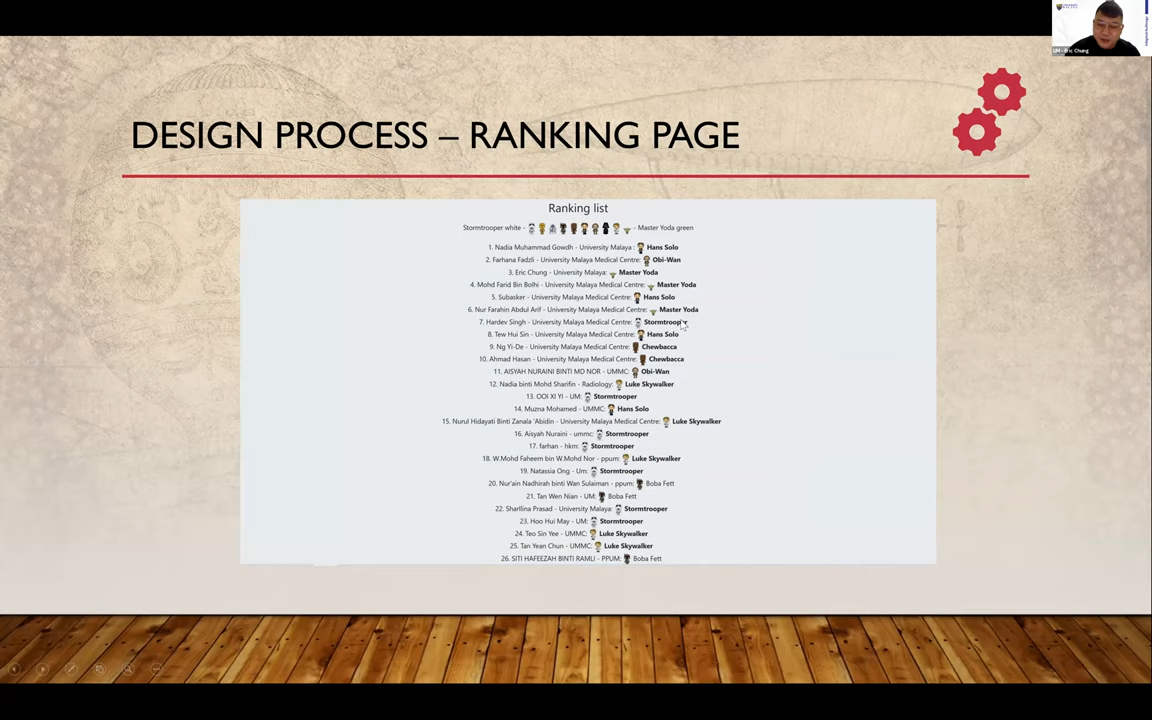 DESIGN PROCESS – RANKING PAGE
Ranking list
Stormtrooper white - - Master Yoda green
1. Nadia Muhammad Gowdh - University Malaya : Hans Solo
2. Farhana Fadzli - University Malaya Medical Centre: Obi-Wan
3. Eric Chung - University Malaya: Master Yoda
4. Mohd Farid Bin Bolhi - University Malaya Medical Centre: Master Yoda
5. Subasker - University Malaya Medical Centre: Hans Solo
6. Nur Farahin Abdul Arif - University Malaya Medical Centre: Master Yoda
7. Hardev Singh - University Malaya Medical Centre: Stormtrooper
8. Tew Hui Sin - University Malaya Medical Centre: Hans Solo
9. Ng Yi-De - University Malaya Medical Centre: Chewbacca
10. Ahmad Hasan - University Malaya Medical Centre: Chewbacca
11. AISYAH NURAINI BINTI MD NOR - UMMC: Obi-Wan
12. Nadia binti Mohd Sharifin - Radiology: Luke Skywalker
13. OOI XI YI - UM: Stormtrooper
14. Muzna Mohamed - UMMC: Hans Solo
15. Nurul Hidayati Binti Zanala 'Abidin - University Malaya Medical Centre: Luke Skywalker
16. Aisyah Nuraini - ummc: Stormtrooper
17. farhan - hkm: Stormtrooper
18. W.Mohd Faheem bin W.Mohd Nor - ppum: Luke Skywalker
19. Natassia Ong - Um: Stormtrooper
20. Nur'ain Nadhirah binti Wan Sulaiman - ppum: Boba Fett
21. Tan Wen Nian - UM: Boba Fett
22. Sharllina Prasad - University Malaya: Stormtrooper
23. Hoo Hui May - UM: Stormtrooper
24. Teo Sin Yee - UMMC: Luke Skywalker
25. Tan Yean Chun - UMMC: Luke Skywalker
26. SITI HAFEEZAH BINTI RAMLI - PPUM: Boba Fett
UM - Eric Chung